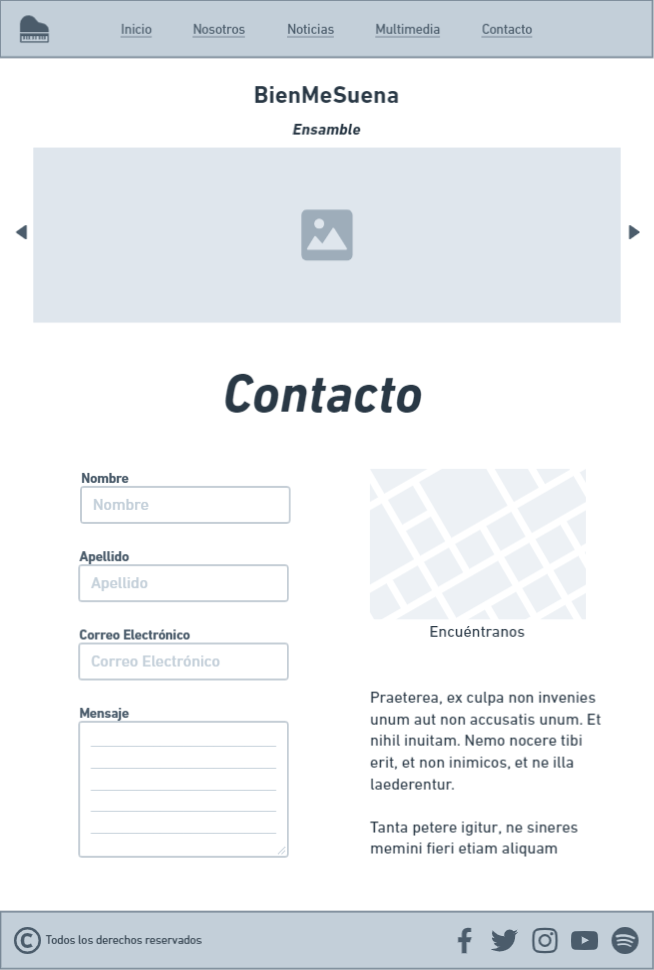 Inicio Nosotros Noticias Multimedia Contacto
BienMeSuena
Ensamble
Contacto
Nombre
Nombre
Apellido
Apellido
Correo Electrónico
Correo Electrónico
Mensaje
Encuéntranos
Praeterea, ex culpa non invenies
unum aut non accusatis unum. Et
nihil inuitam. Nemo nocere tibi
erit, et non inimicos, et ne illa
laederentur.
Tanta petere igitur, ne sineres
memini fieri etiam aliquam
© Todos los derechos reservados